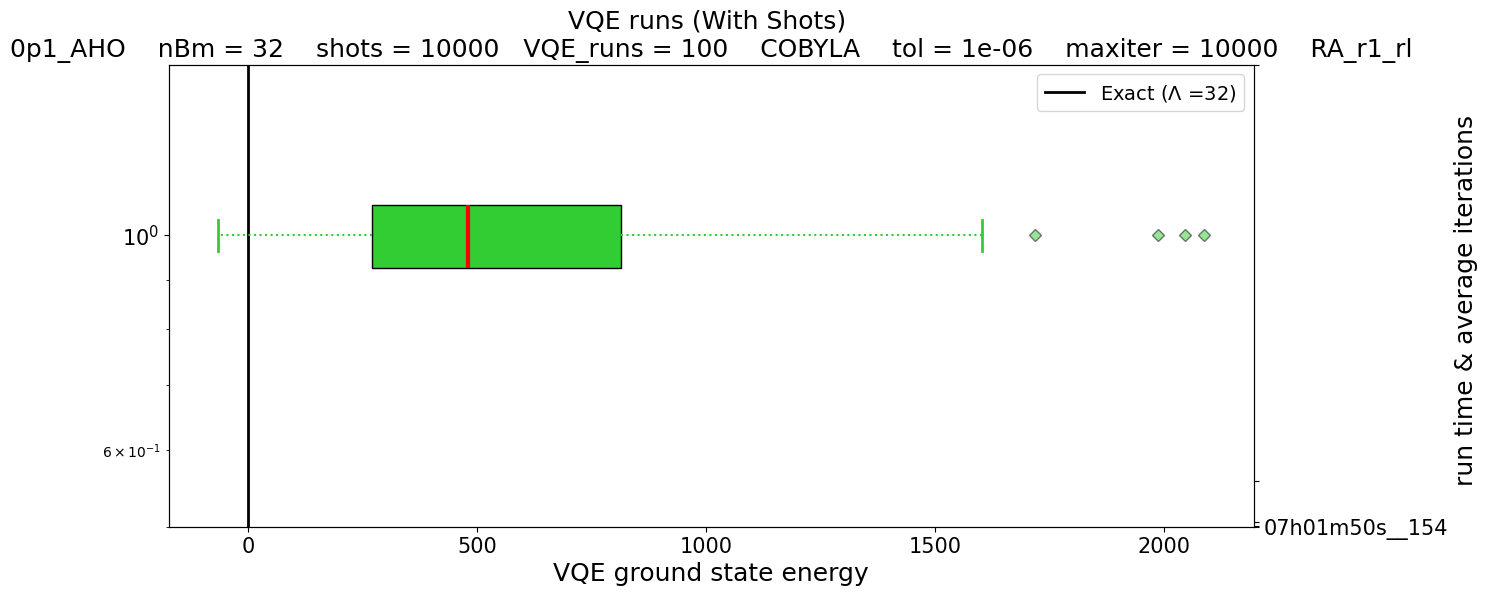 VQE runs (With Shots)
0p1_AHO nBm = 32 shots = 10000 VQE_runs = 100 COBYLA tol = 1e-06 maxiter = 10000 RA_r1_rl
Exact (Λ =32)
10⁰
6 × 10⁻¹
0 500 1000 1500 2000
VQE ground state energy
07h01m50s__154
run time & average iterations